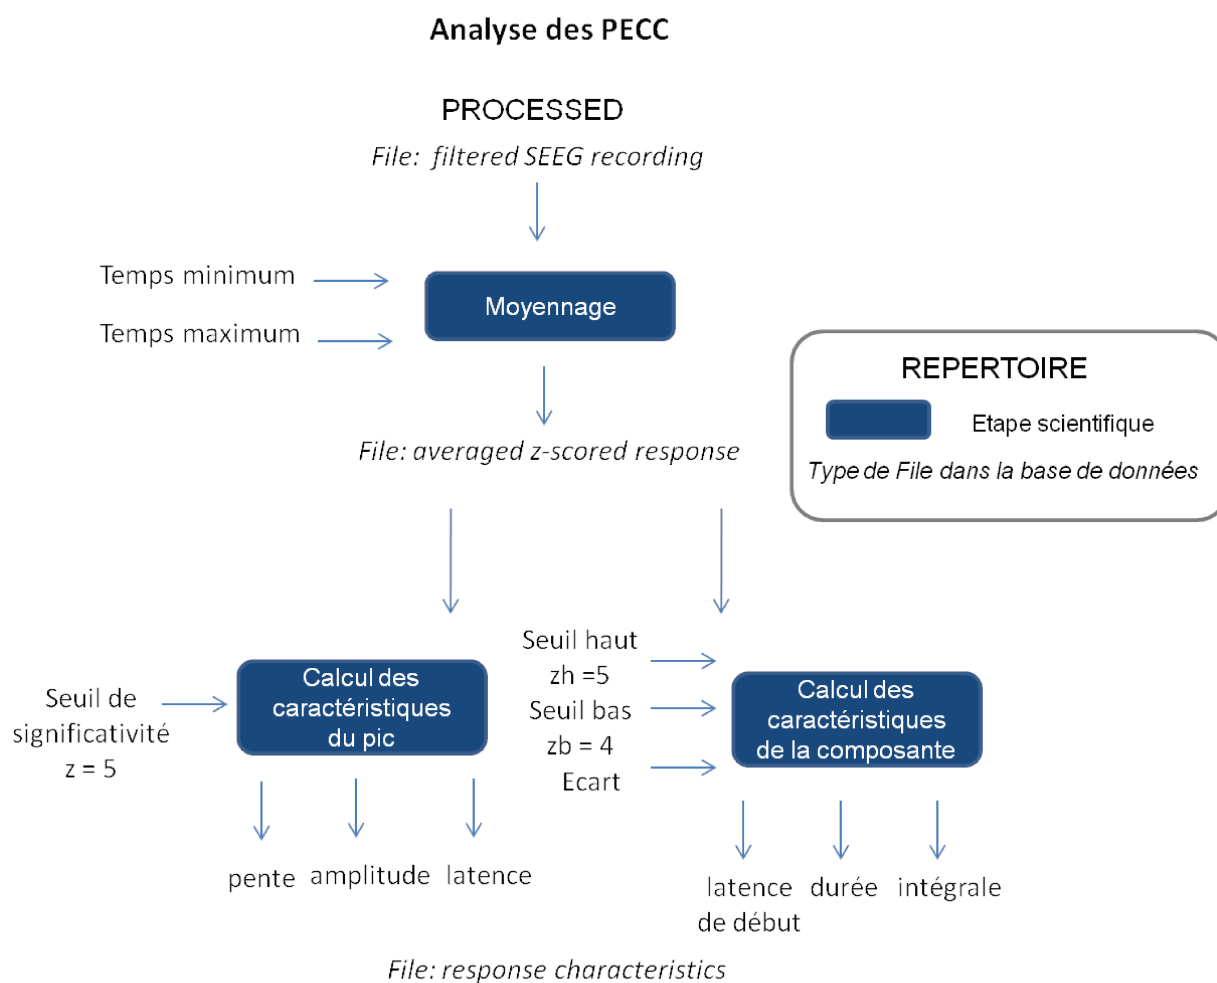 Analyse des PECC
PROCESSED
File: filtered SEEG recording
Temps minimum
Moyennage
Temps maximum
REPERTOIRE
Etape scientifique
Type de File dans la base de données
File: averaged z-scored response
Seuil de
significativité
z = 5
Calcul des
caractéristiques
du pic
Seuil haut
zh =5
Seuil bas
zb = 4
Ecart
Calcul des
caractéristiques
de la composante
pente
amplitude
latence
latence
de début
durée
intégrale
File: response characteristics